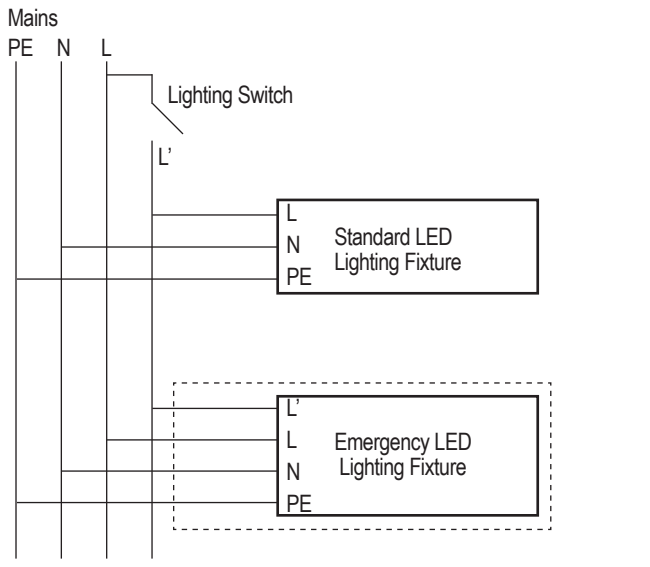 Mains
PE N L
Lighting Switch
L’
L
N
PE
Standard LED
Lighting Fixture
L’
L
N
PE
Emergency LED
Lighting Fixture